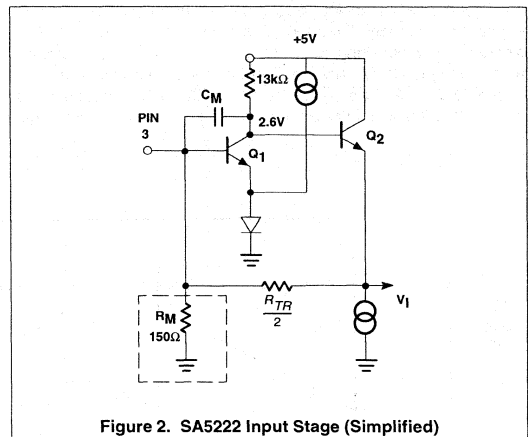 +5V
13kΩ
CM
PIN
3
2.6V
Q1
Q2
RTR
2
VI
RM
150Ω
Figure 2. SA5222 Input Stage (Simplified)